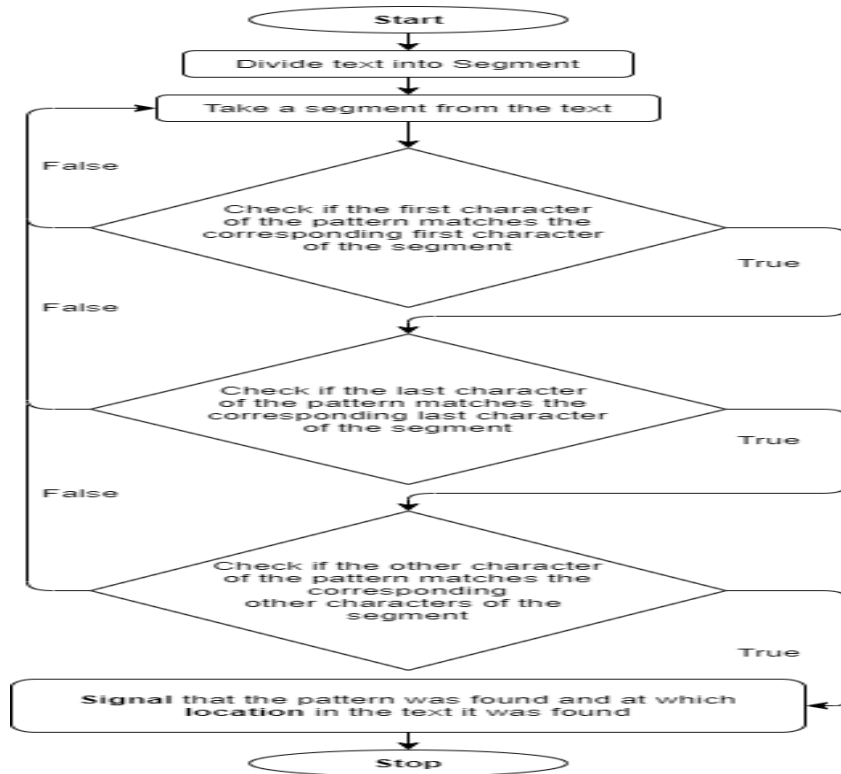 Start
Divide text into Segment
Take a segment from the text
False
Check if the first character
of the pattern matches the
corresponding first character
of the segment
True
False
Check if the last character
of the pattern matches the
corresponding last character
of the segment
True
False
Check if the other character
of the pattern matches the
corresponding
other characters of the
segment
True
Signal that the pattern was found and at which
location in the text it was found
Stop